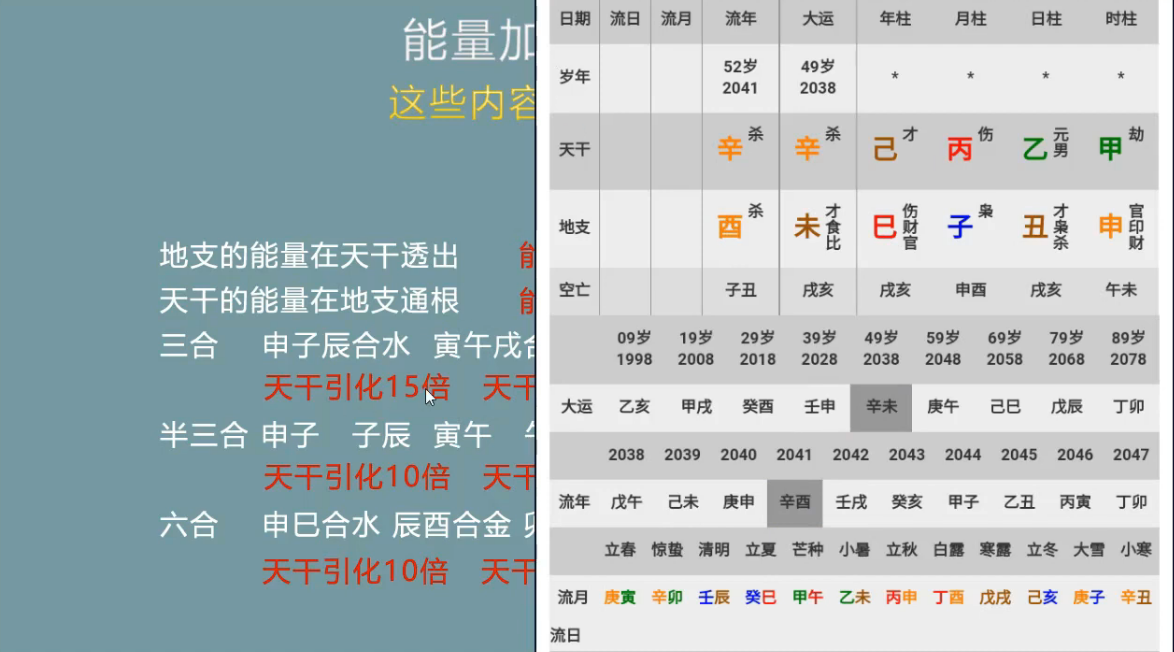 能量加
这些内容
地支的能量在天干透出 能
天干的能量在地支通根 能
三合 申子辰合水 寅午戌合
天干引化15倍 天干
半三合 申子 子辰 寅午 午
天干引化10倍 天干
六合 申巳合水 辰酉合金 卯
天干引化10倍 天干
日期 流日 流月 流年 大运 年柱 月柱 日柱 时柱
岁年 52岁 2041 49岁 2038 * * * *
天干 辛 杀 辛 杀 己 才 丙 伤 乙 元男 甲 劫
地支 酉 杀 未 才食比 巳 伤财官 子 枭 丑 才枭杀 申 官印财
空亡 子丑 戌亥 戌亥 申酉 戌亥 午未
09岁 19岁 29岁 39岁 49岁 59岁 69岁 79岁 89岁
1998 2008 2018 2028 2038 2048 2058 2068 2078
大运 乙亥 甲戌 癸酉 壬申 辛未 庚午 己巳 戊辰 丁卯
2038 2039 2040 2041 2042 2043 2044 2045 2046 2047
流年 戊午 己未 庚申 辛酉 壬戌 癸亥 甲子 乙丑 丙寅 丁卯
立春 惊蛰 清明 立夏 芒种 小暑 立秋 白露 寒露 立冬 大雪 小寒
流月 庚寅 辛卯 壬辰 癸巳 甲午 乙未 丙申 丁酉 戊戌 己亥 庚子 辛丑
流日